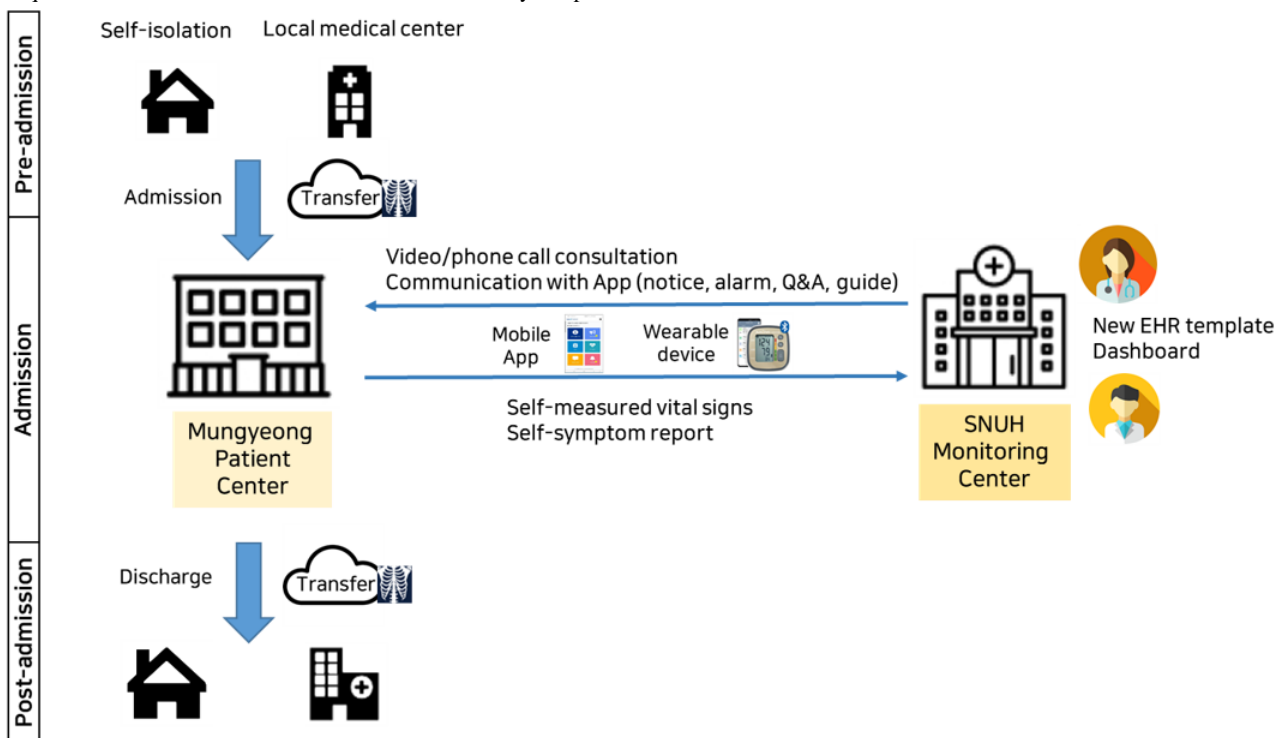 Self-isolation
Local medical center
Pre-admission
Admission
Transfer
Admission
Video/phone call consultation
Communication with App (notice, alarm, Q&A, guide)
Mobile
App
Wearable
device
New EHR template
Dashboard
Self-measured vital signs
Self-symptom report
Mungyeong
Patient
Center
SNUH
Monitoring
Center
Post-admission
Discharge
Transfer